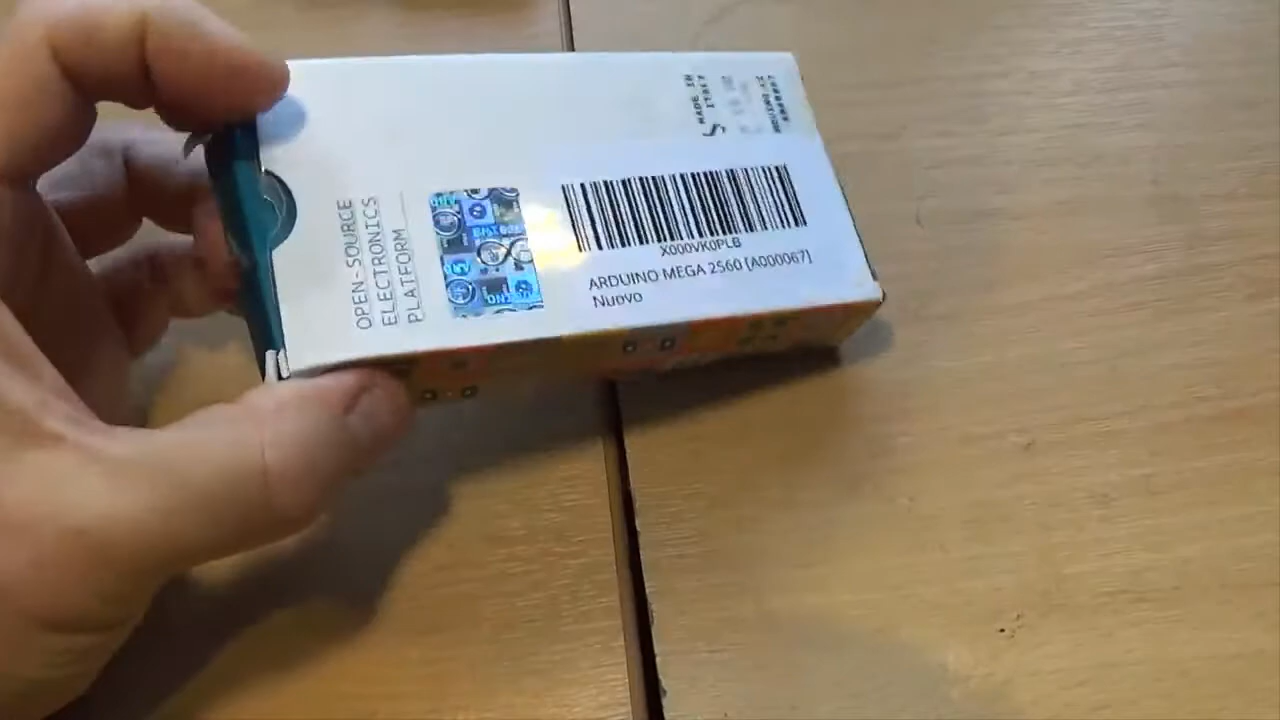 OPEN-SOURCE
ELECTRONICS
PLATFORM
MADE IN
ITALY
X000VK0PLB
ARDUINO MEGA 2560 [A000067]
Nuovo